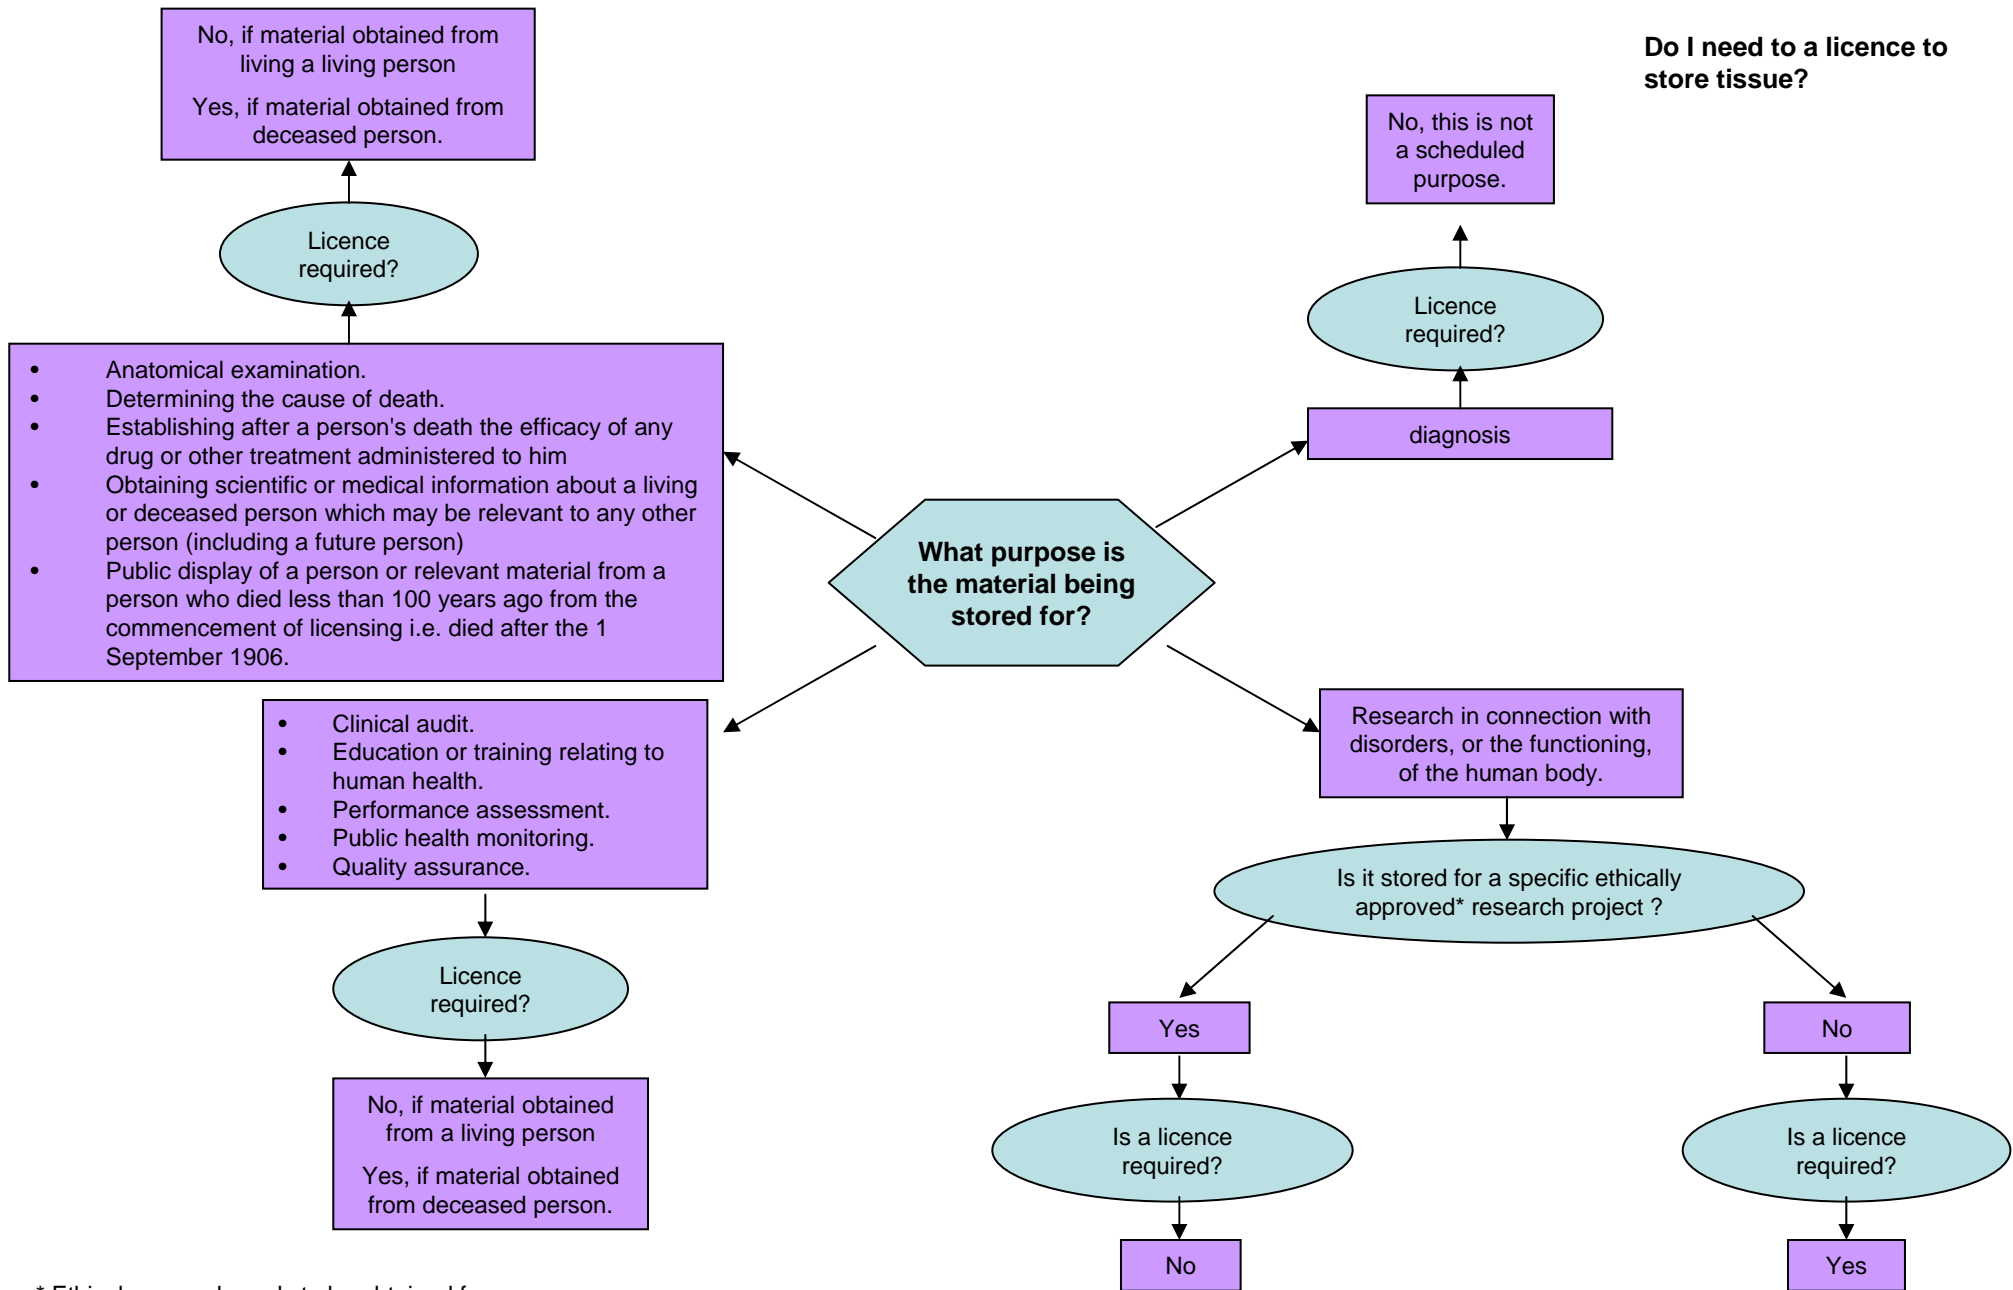 Do I need to a licence to
store tissue?
No, if material obtained from
living a living person
Yes, if material obtained from
deceased person.
Licence
required?
• Anatomical examination.
• Determining the cause of death.
• Establishing after a person's death the efficacy of any
drug or other treatment administered to him
• Obtaining scientific or medical information about a living
or deceased person which may be relevant to any other
person (including a future person)
• Public display of a person or relevant material from a
person who died less than 100 years ago from the
commencement of licensing i.e. died after the 1
September 1906.
No, this is not
a scheduled
purpose.
Licence
required?
diagnosis
What purpose is
the material being
stored for?
• Clinical audit.
• Education or training relating to
human health.
• Performance assessment.
• Public health monitoring.
• Quality assurance.
Licence
required?
No, if material obtained
from a living person
Yes, if material obtained
from deceased person.
Research in connection with
disorders, or the functioning,
of the human body.
Is it stored for a specific ethically
approved* research project ?
Yes
No
Is a licence
required?
Is a licence
required?
No
Yes